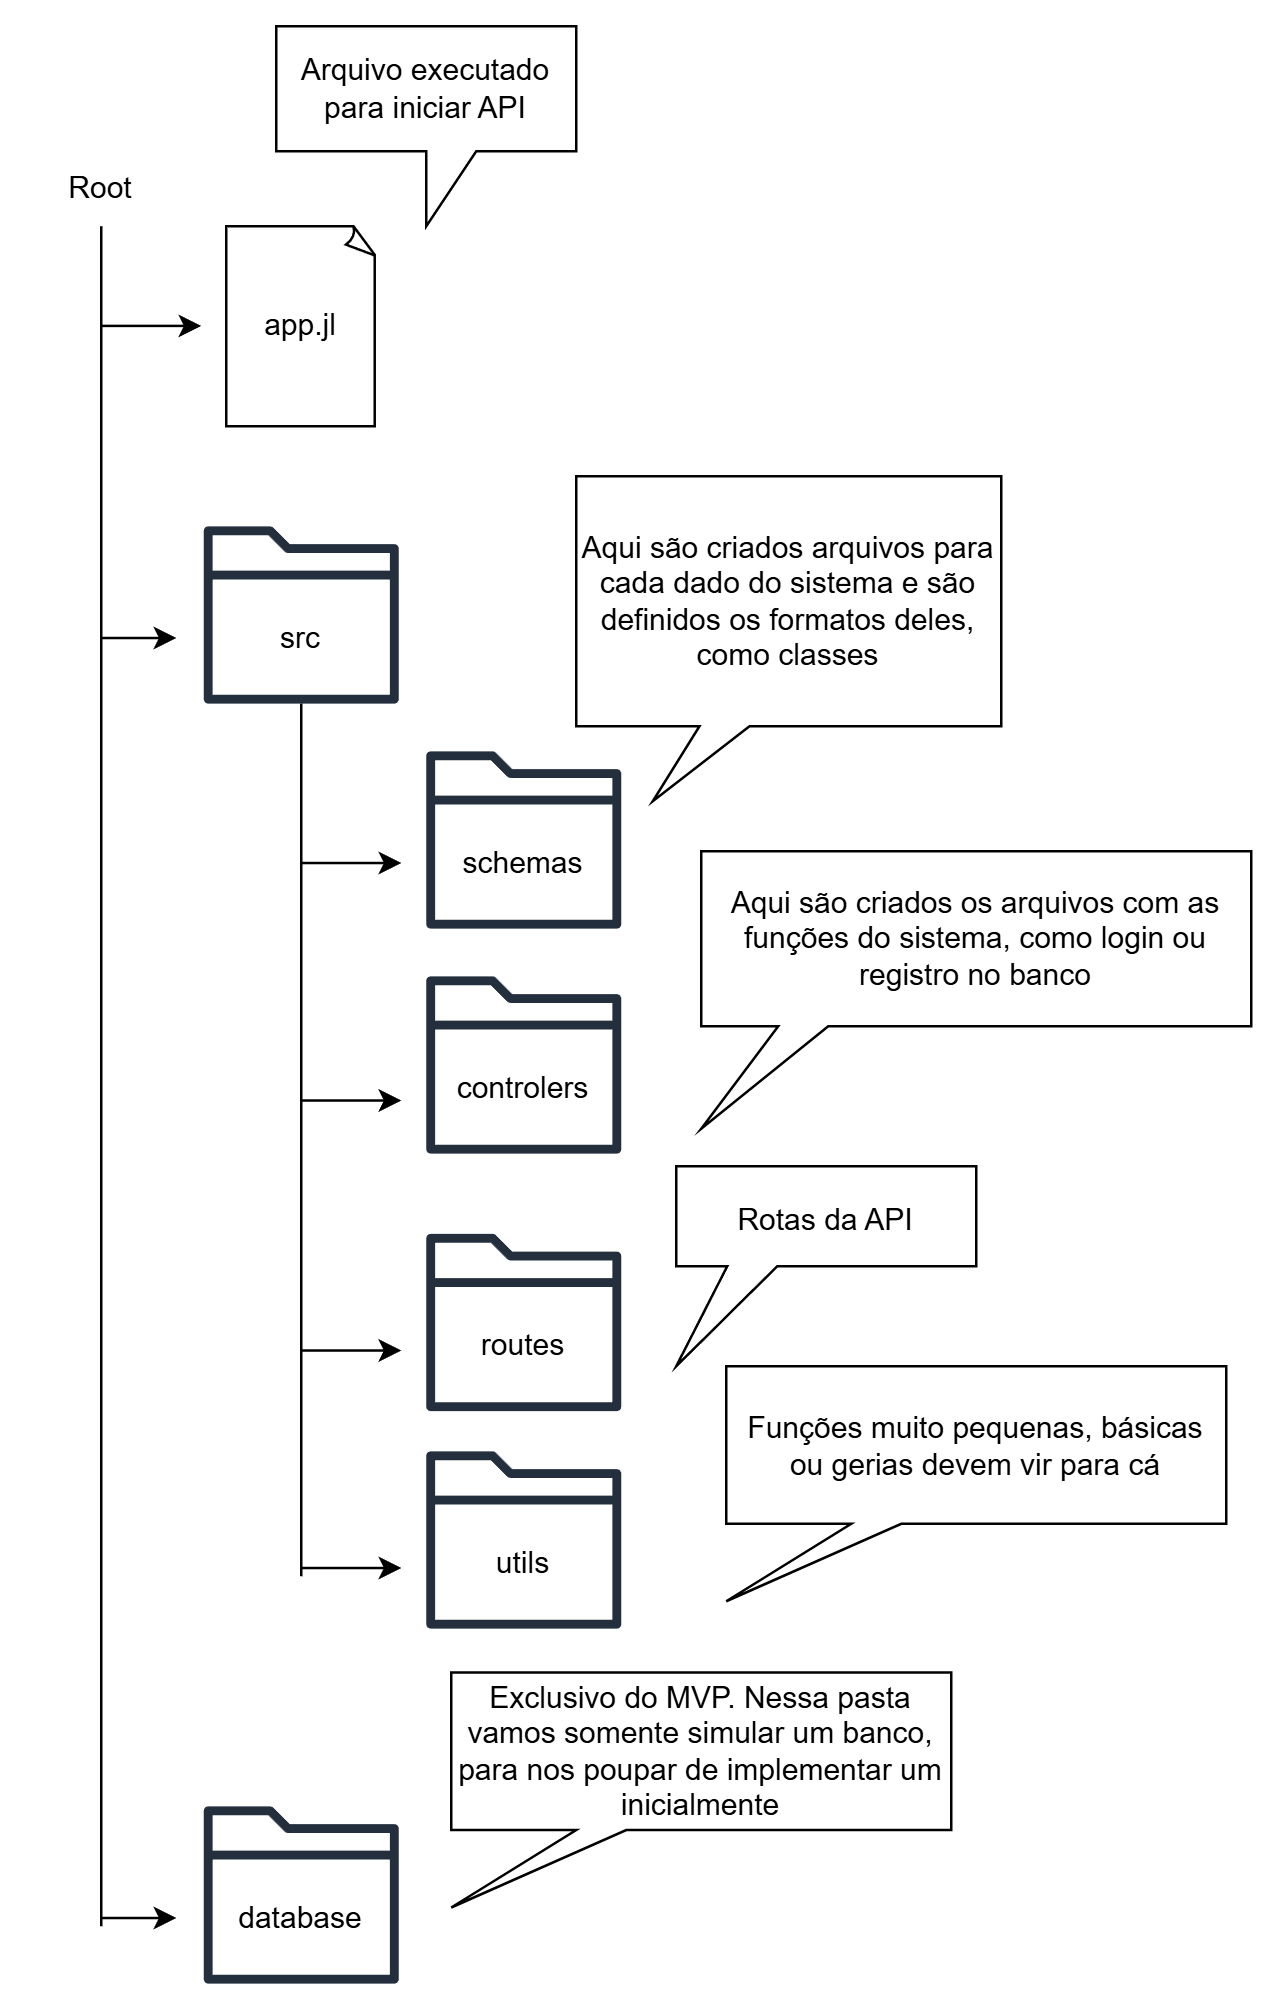 Arquivo executado
para iniciar API
Root
app.jl
Aqui são criados arquivos para
cada dado do sistema e são
definidos os formatos deles,
como classes
src
schemas
Aqui são criados os arquivos com as
funções do sistema, como login ou
registro no banco
controlers
Rotas da API
routes
Funções muito pequenas, básicas
ou gerias devem vir para cá
utils
Exclusivo do MVP. Nessa pasta
vamos somente simular um banco,
para nos poupar de implementar um
inicialmente
database